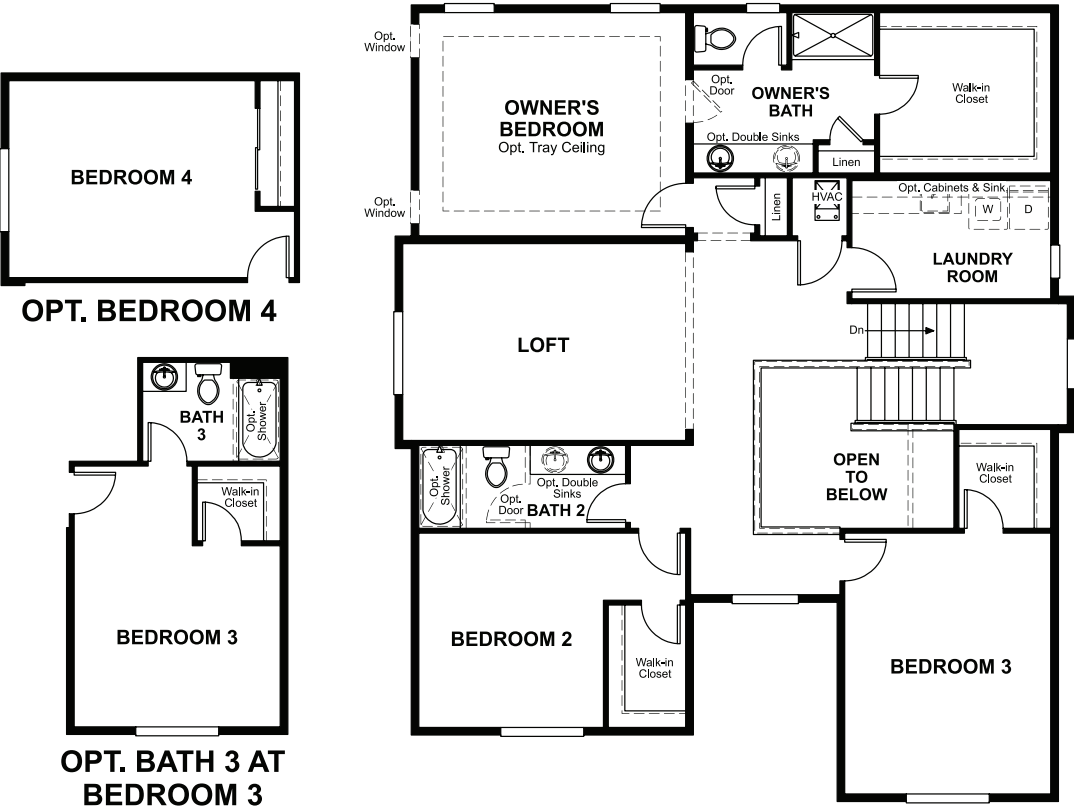 Opt.
Window
OWNER'S
BEDROOM
Opt. Tray Ceiling
Opt.
Window
Opt.
Door
OWNER'S
BATH
Opt. Double Sinks
Linen
Walk-in
Closet
Linen
HVAC
Opt. Cabinets & Sink
W
D
LAUNDRY
ROOM
BEDROOM 4
OPT. BEDROOM 4
LOFT
Dn
BATH
3
Opt.
Shower
Walk-in
Closet
BEDROOM 3
OPT. BATH 3 AT
BEDROOM 3
Opt.
Shower
Opt. Double
Sinks
Opt.
Door
BATH 2
OPEN
TO
BELOW
Walk-in
Closet
BEDROOM 2
Walk-in
Closet
BEDROOM 3